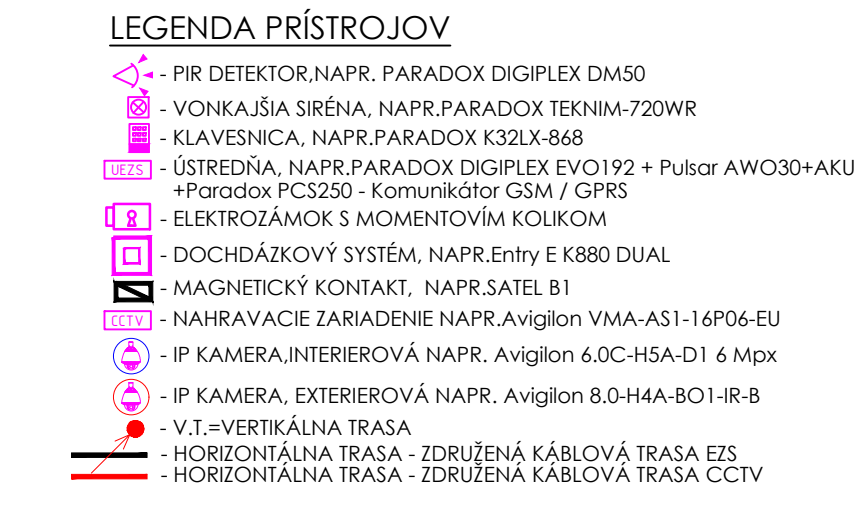 LEGENDA PRÍSTROJOV
- PIR DETEKTOR,NAPR. PARADOX DIGIPLEX DM50
- VONKAJŠIA SIRÉNA, NAPR.PARADOX TEKNIM-720WR
- KLAVESNICA, NAPR.PARADOX K32LX-868
UEZS - ÚSTREDŇA, NAPR.PARADOX DIGIPLEX EVO192 + Pulsar AWO30+AKU
+Paradox PCS250 - Komunikátor GSM / GPRS
- ELEKTROZÁMOK S MOMENTOVÍM KOLIKOM
- DOCHDÁZKOVÝ SYSTÉM, NAPR.Entry E K880 DUAL
- MAGNETICKÝ KONTAKT, NAPR.SATEL B1
CCTV - NAHRAVACIE ZARIADENIE NAPR.Avigilon VMA-AS1-16P06-EU
- IP KAMERA,INTERIEROVÁ NAPR. Avigilon 6.0C-H5A-D1 6 Mpx
- IP KAMERA, EXTERIEROVÁ NAPR. Avigilon 8.0-H4A-BO1-IR-B
- V.T.=VERTIKÁLNA TRASA
- HORIZONTÁLNA TRASA - ZDRUŽENÁ KÁBLOVÁ TRASA EZS
- HORIZONTÁLNA TRASA - ZDRUŽENÁ KÁBLOVÁ TRASA CCTV